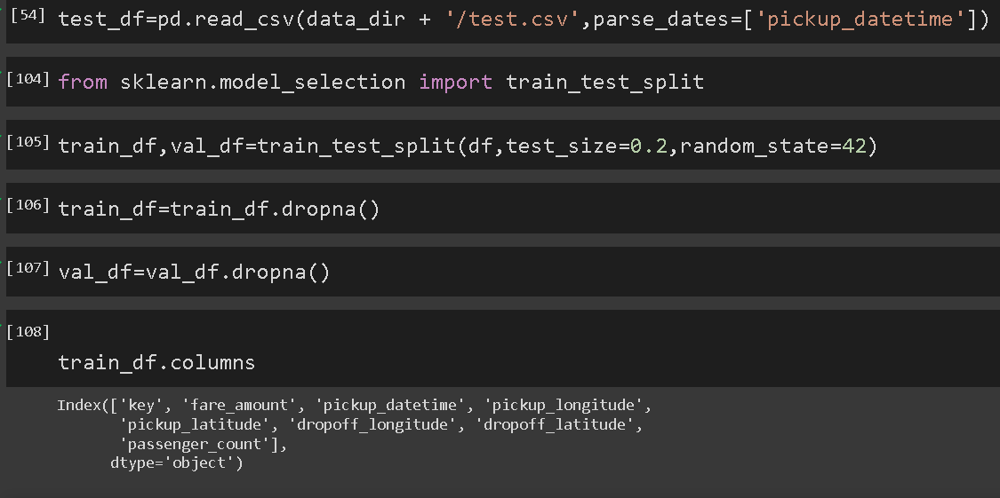 [54] test_df=pd.read_csv(data_dir + '/test.csv',parse_dates=['pickup_datetime'])
[104] from sklearn.model_selection import train_test_split
[105] train_df,val_df=train_test_split(df,test_size=0.2,random_state=42)
[106] train_df=train_df.dropna()
[107] val_df=val_df.dropna()
[108]
train_df.columns
Index(['key', 'fare_amount', 'pickup_datetime', 'pickup_longitude',
'pickup_latitude', 'dropoff_longitude', 'dropoff_latitude',
'passenger_count'],
dtype='object')